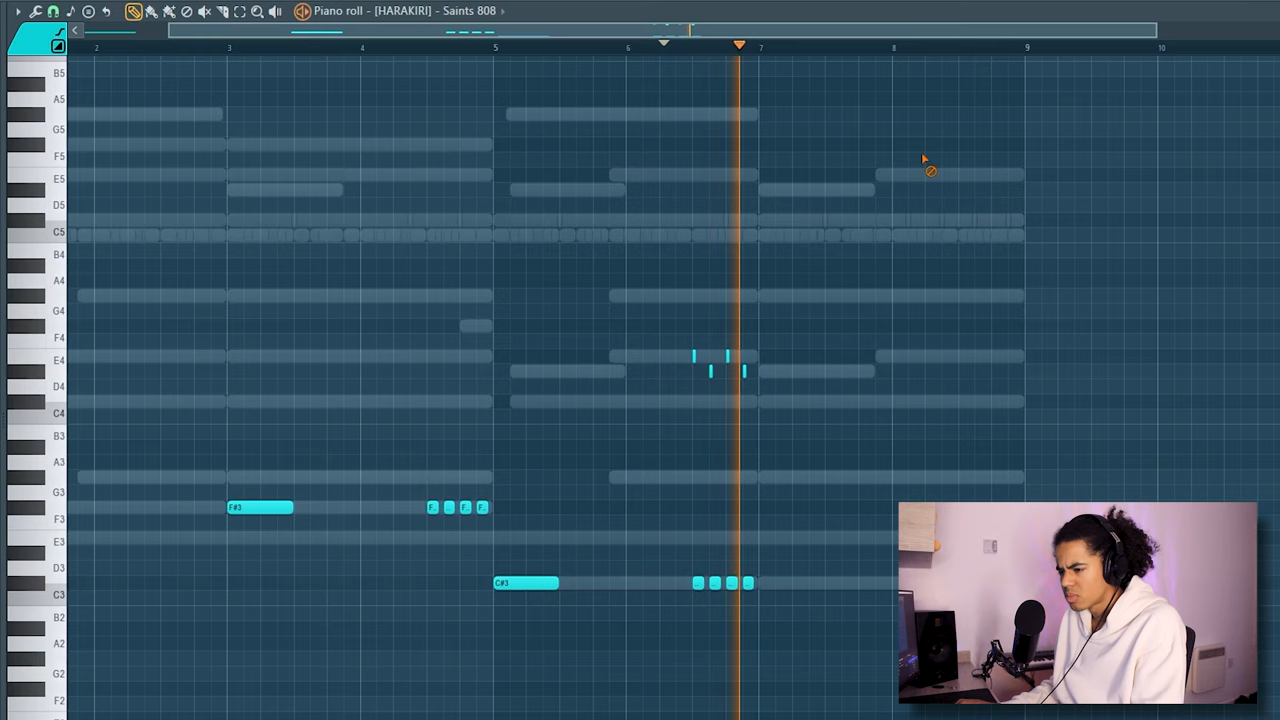 Piano roll - [HARAKIRI] - Saints 808
2 3 4 5 6 7 8 9 10
B5
A5
G5
F5
E5
D5
C5
B4
A4
G4
F4
E4
D4
C4
B3
A3
G3
F#3 F.. .. F.. F..
F3
E3
D3
C#3 .. .. .. ..
C3
B2
A2
G2
F2